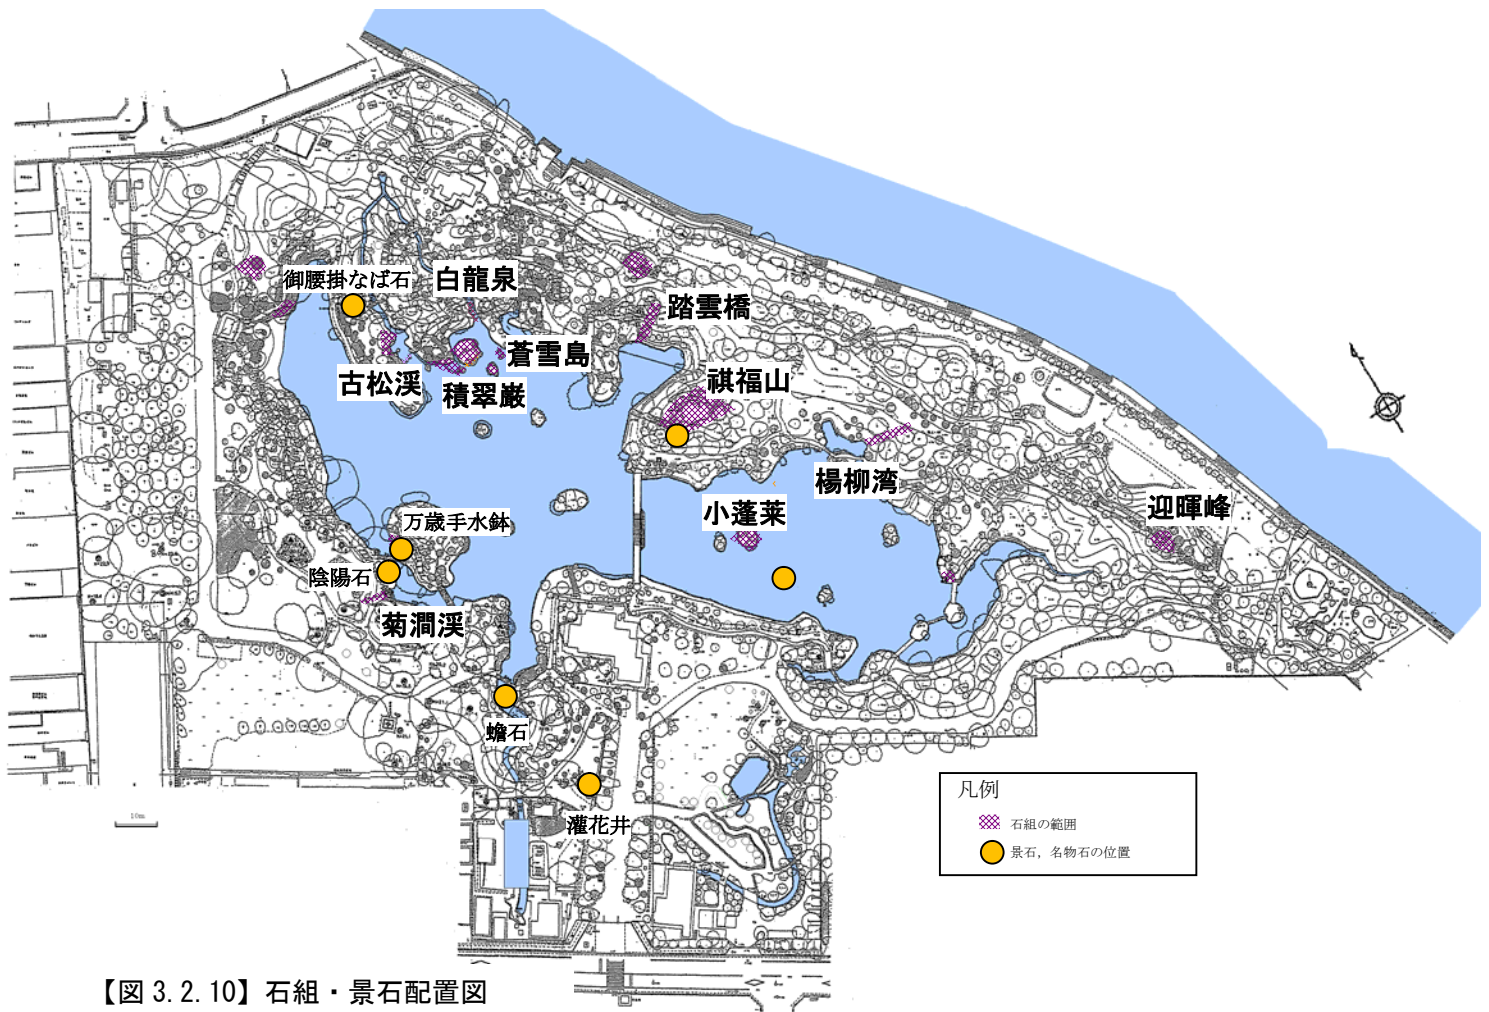 御腰掛なば石
白龍泉
踏雲橋
蒼雪島
古松渓
積翠巌
祺福山
楊柳湾
小蓬莱
迎暉峰
万歳手水鉢
陰陽石
菊澗渓
蟾石
灌花井
凡例
石組の範囲
景石，名物石の位置
10m
【図 3.2.10】石組・景石配置図